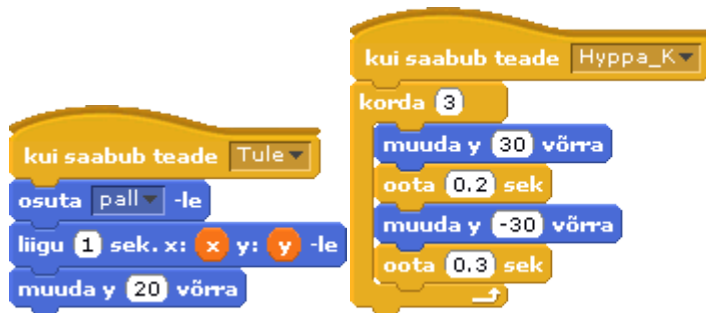 kui saabub teade Tule
osuta pall -le
liigu 1 sek. x: x y: y -le
muuda y 20 võrra
kui saabub teade Hyppa_K
korda 3
muuda y 30 võrra
oota 0.2 sek
muuda y -30 võrra
oota 0.3 sek